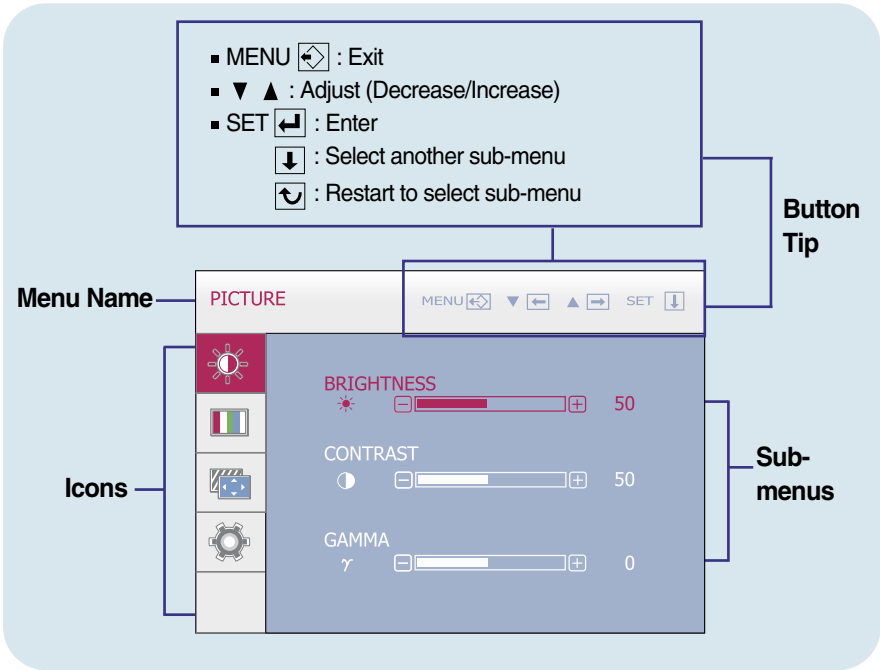 MENU : Exit
▼ ▲ : Adjust (Decrease/Increase)
SET : Enter
: Select another sub-menu
: Restart to select sub-menu
Button
Tip
Menu Name
PICTURE
MENU ▼ ▲ SET
BRIGHTNESS
50
CONTRAST
50
GAMMA
γ 0
Icons
Sub-
menus